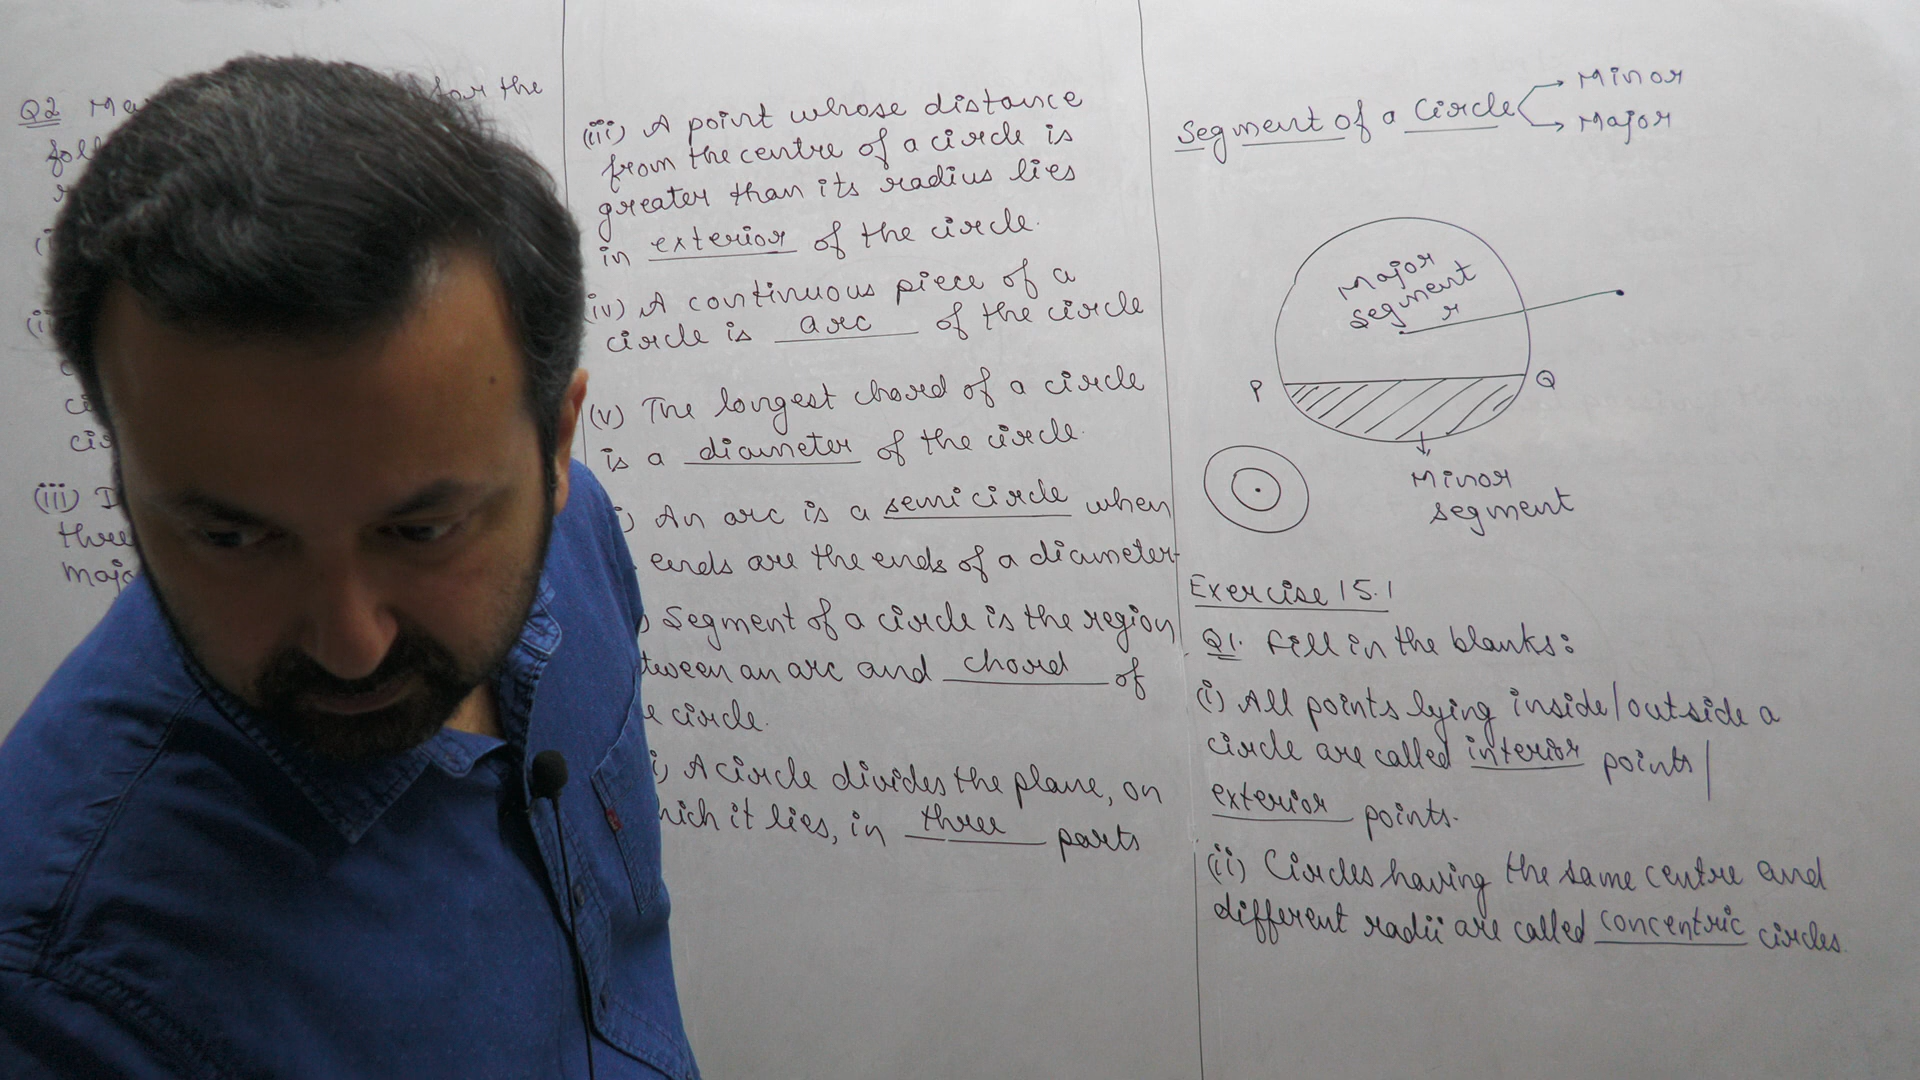 Q2 for the
(iii)
three
(iii) A point whose distance
from the centre of a circle is
greater than its radius lies
in exterior of the circle.
(iv) A continuous piece of a
circle is arc of the circle
(v) The longest chord of a circle
is a diameter of the circle.
An arc is a semi circle when
ends are the ends of a diameter
Segment of a circle is the region
an arc and chord of
circle.
A circle divides the plane, on
it lies, in three parts
Segment of a Circle
Minor
Major
Major
segment
r
P
Q
Minor
segment
Exercise 15.1
Q1. Fill in the blanks:
(i) All points lying inside/outside a
circle are called interior points/
exterior points.
(ii) Circles having the same centre and
different radii are called concentric circles.